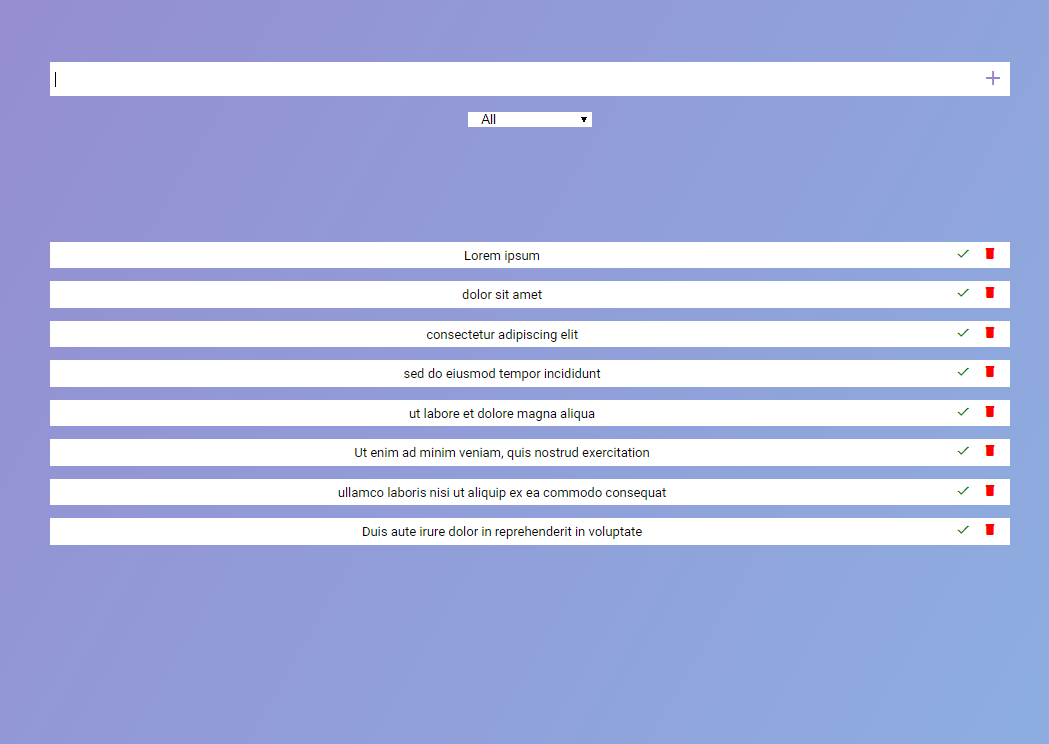 All
Lorem ipsum
dolor sit amet
consectetur adipiscing elit
sed do eiusmod tempor incididunt
ut labore et dolore magna aliqua
Ut enim ad minim veniam, quis nostrud exercitation
ullamco laboris nisi ut aliquip ex ea commodo consequat
Duis aute irure dolor in reprehenderit in voluptate